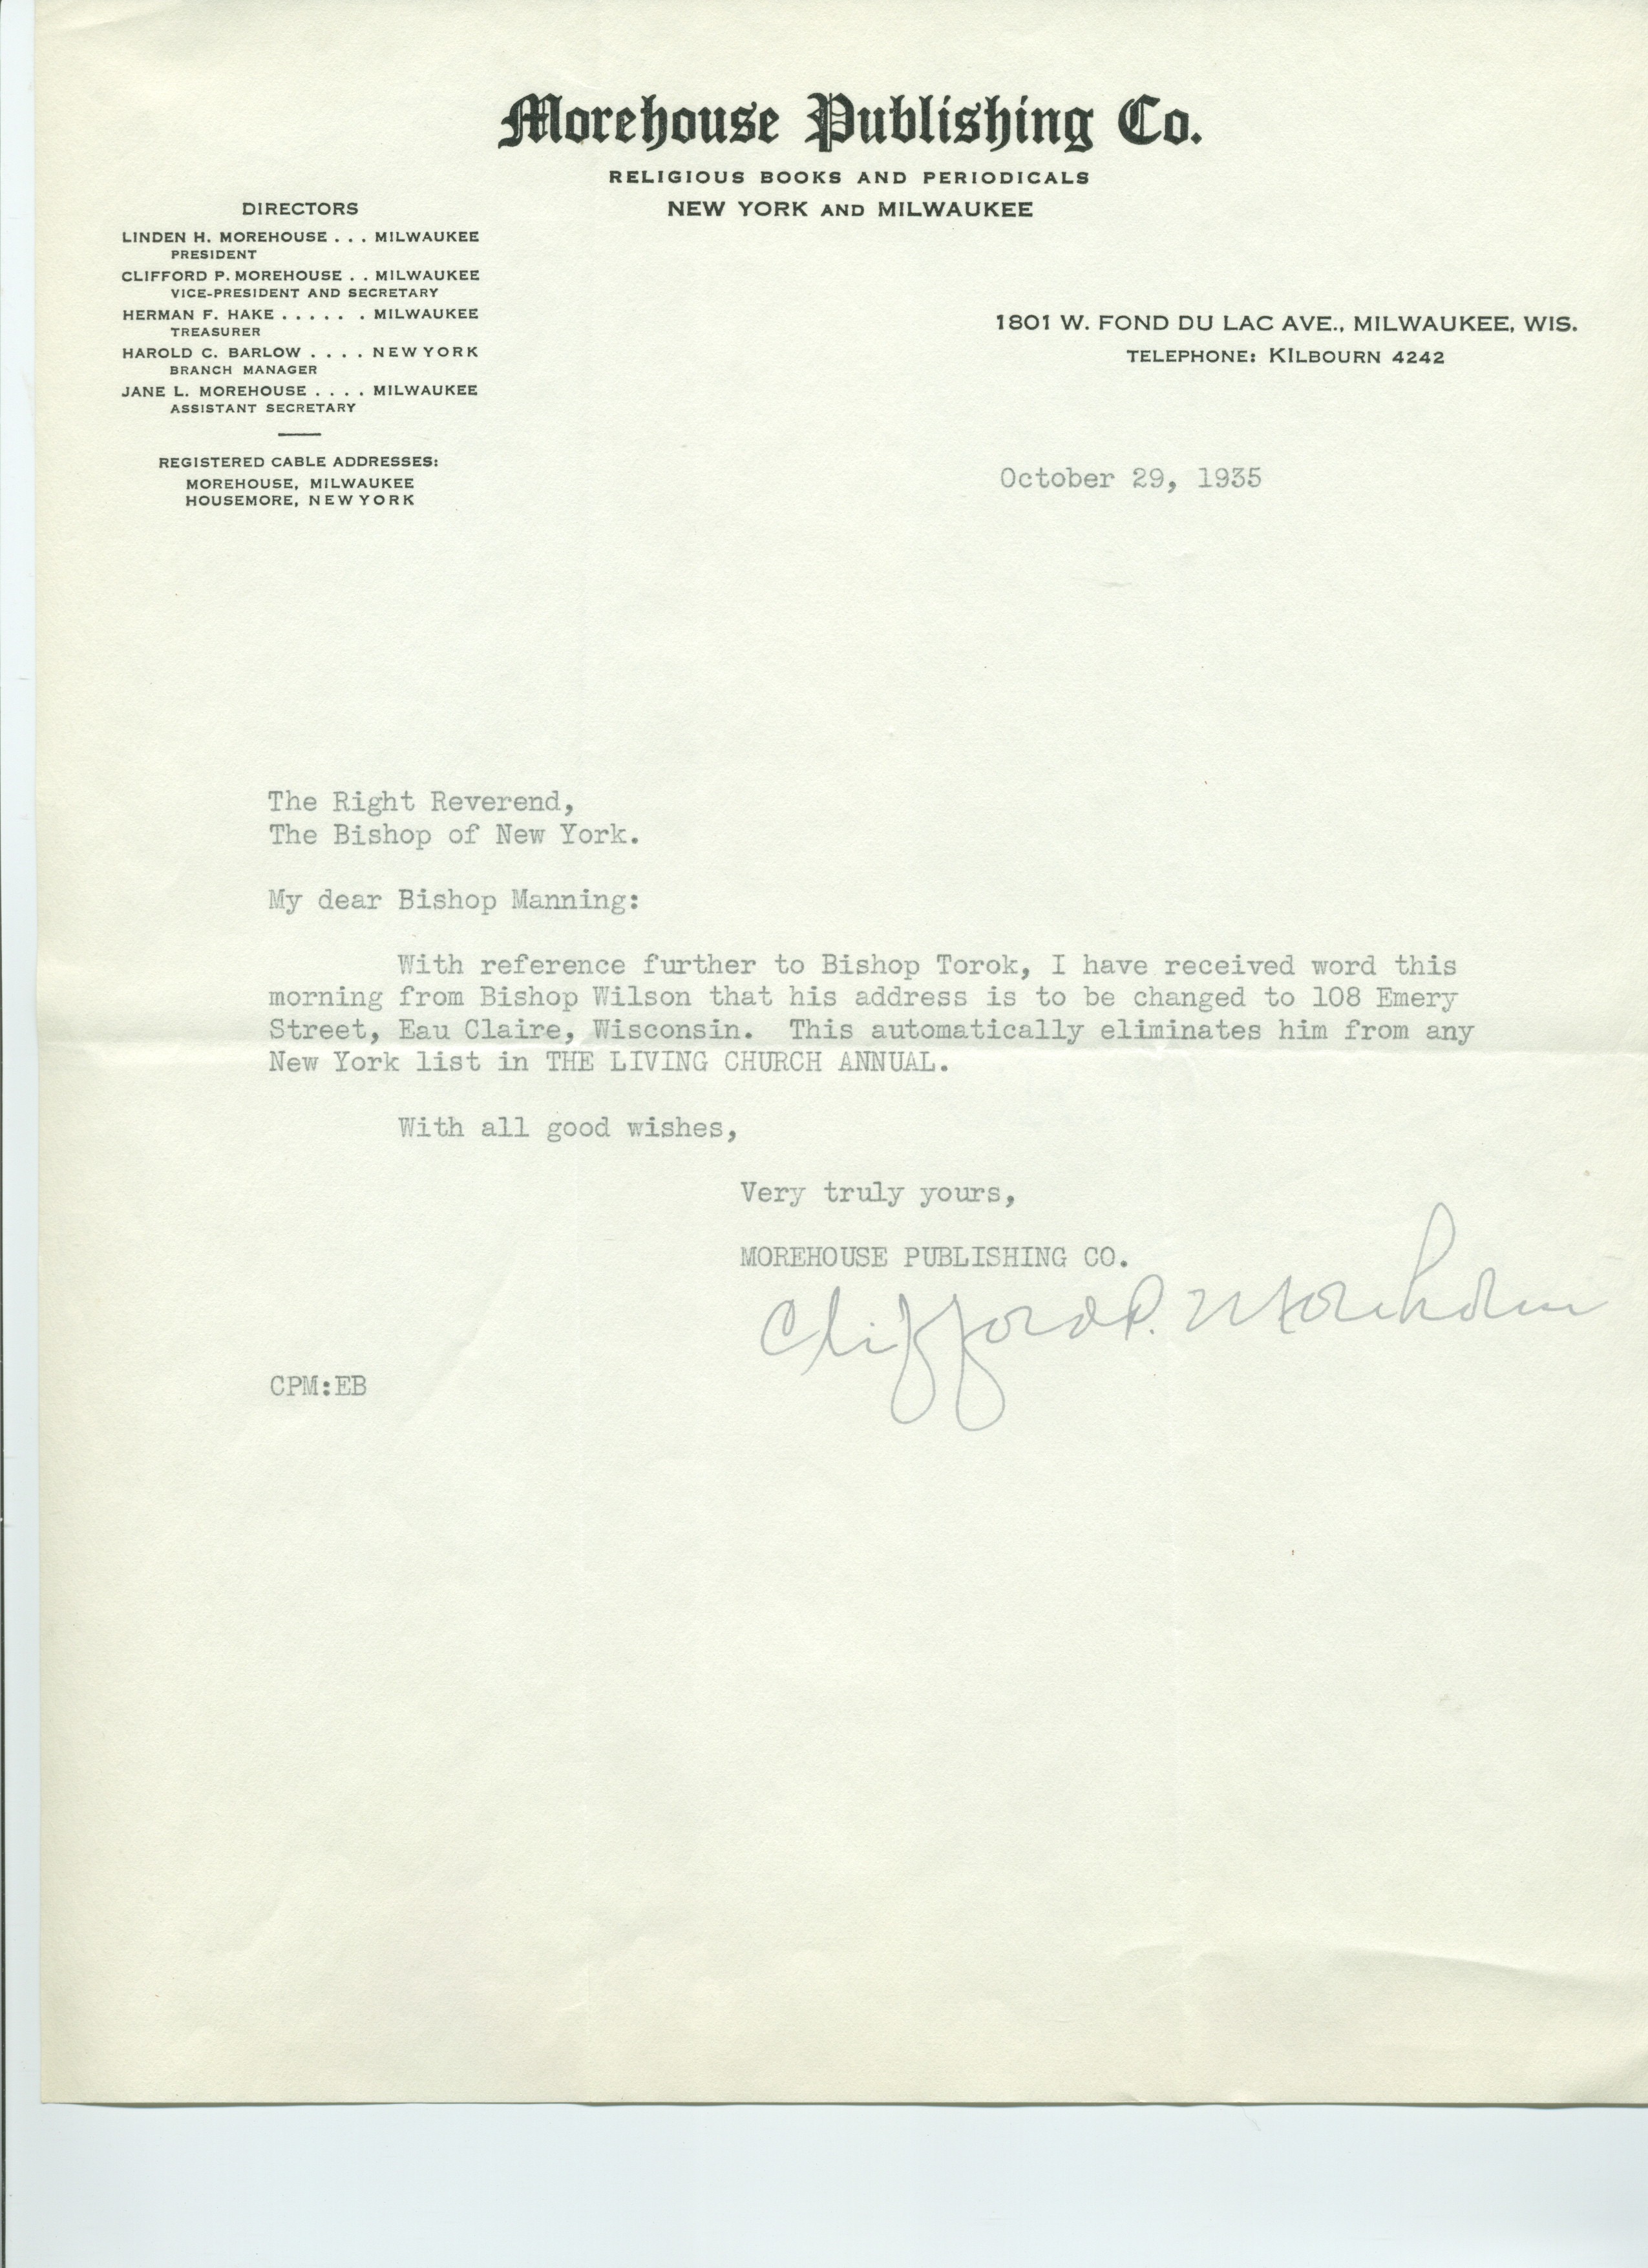 Morehouse Publishing Co.
RELIGIOUS BOOKS AND PERIODICALS
NEW YORK AND MILWAUKEE
DIRECTORS
LINDEN H. MOREHOUSE . . . MILWAUKEE
PRESIDENT
CLIFFORD P. MOREHOUSE . . MILWAUKEE
VICE-PRESIDENT AND SECRETARY
HERMAN F. HAKE . . . . . . MILWAUKEE
TREASURER
HAROLD C. BARLOW . . . . NEW YORK
BRANCH MANAGER
JANE L. MOREHOUSE . . . . MILWAUKEE
ASSISTANT SECRETARY
REGISTERED CABLE ADDRESSES:
MOREHOUSE, MILWAUKEE
HOUSEMORE, NEW YORK
1801 W. FOND DU LAC AVE., MILWAUKEE, WIS.
TELEPHONE: KILBOURN 4242
October 29, 1935
The Right Reverend,
The Bishop of New York.
My dear Bishop Manning:
With reference further to Bishop Torok, I have received word this
morning from Bishop Wilson that his address is to be changed to 108 Emery
Street, Eau Claire, Wisconsin. This automatically eliminates him from any
New York list in THE LIVING CHURCH ANNUAL.
With all good wishes,
Very truly yours,
MOREHOUSE PUBLISHING CO.
Clifford P. Morehouse
CPM:EB